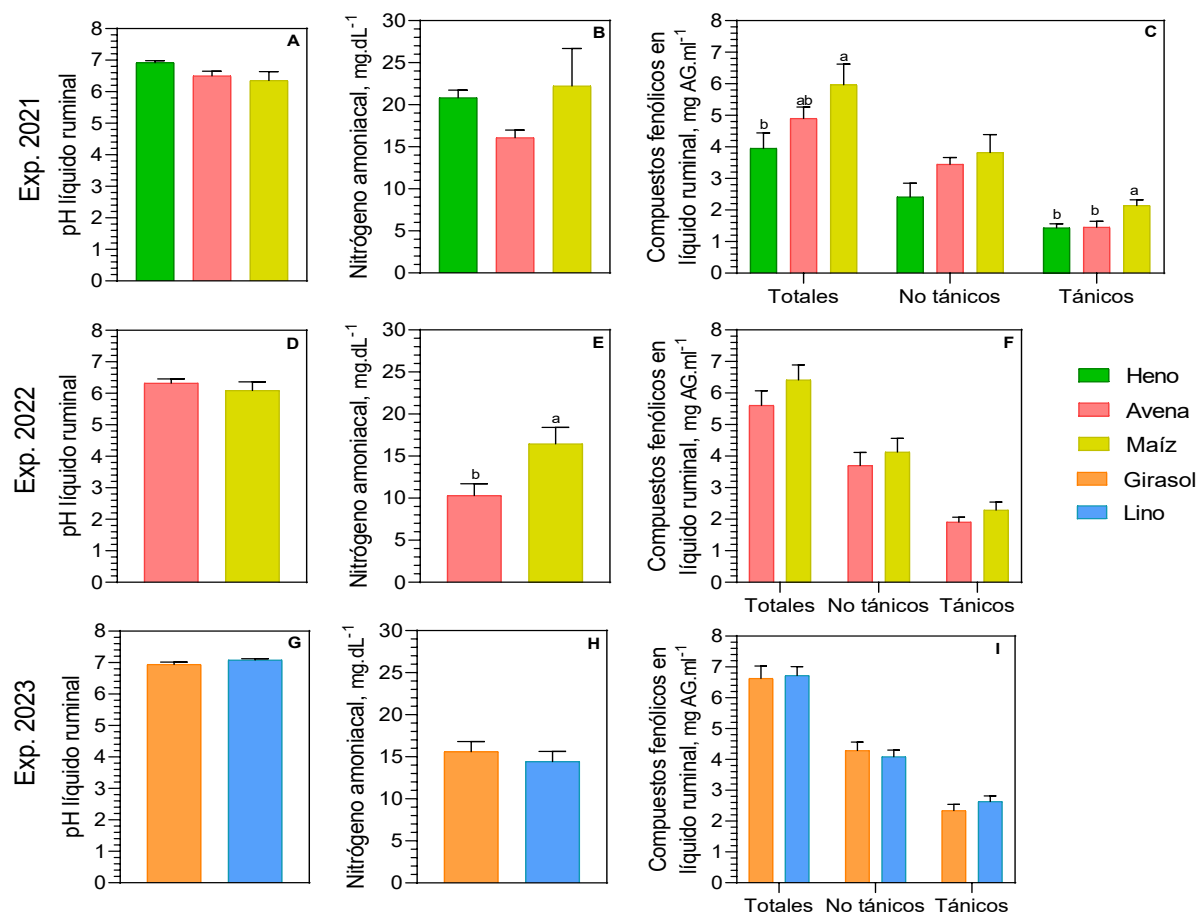 Exp. 2021
pH líquido ruminal
8
7
6
5
4
3
2
1
0
A
Nitrógeno amoniacal, mg.dL-1
30
25
20
15
10
5
0
B
Compuestos fenólicos en
líquido ruminal, mg AG.ml-1
8
7
6
5
4
3
2
1
0
C
b
ab
a
b
b
a
Totales
No tánicos
Tánicos
Exp. 2022
pH líquido ruminal
8
7
6
5
4
3
2
1
0
D
Nitrógeno amoniacal, mg.dL-1
30
25
20
15
10
5
0
E
b
a
Compuestos fenólicos en
líquido ruminal, mg AG.ml-1
8
7
6
5
4
3
2
1
0
F
Totales
No tánicos
Tánicos
Heno
Avena
Maíz
Girasol
Lino
Exp. 2023
pH líquido ruminal
8
7
6
5
4
3
2
1
0
G
Nitrógeno amoniacal, mg.dL-1
30
25
20
15
10
5
0
H
Compuestos fenólicos en
líquido ruminal, mg AG.ml-1
8
7
6
5
4
3
2
1
0
I
Totales
No tánicos
Tánicos